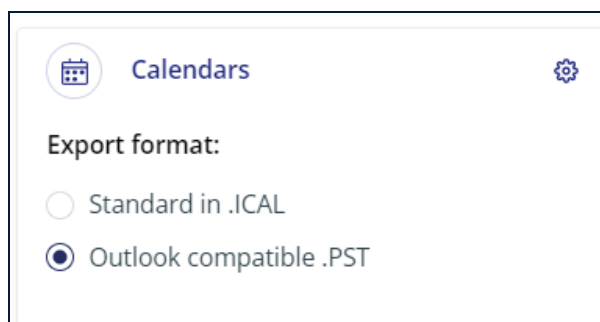 Calendars
Export format:
Standard in .ICAL
Outlook compatible .PST